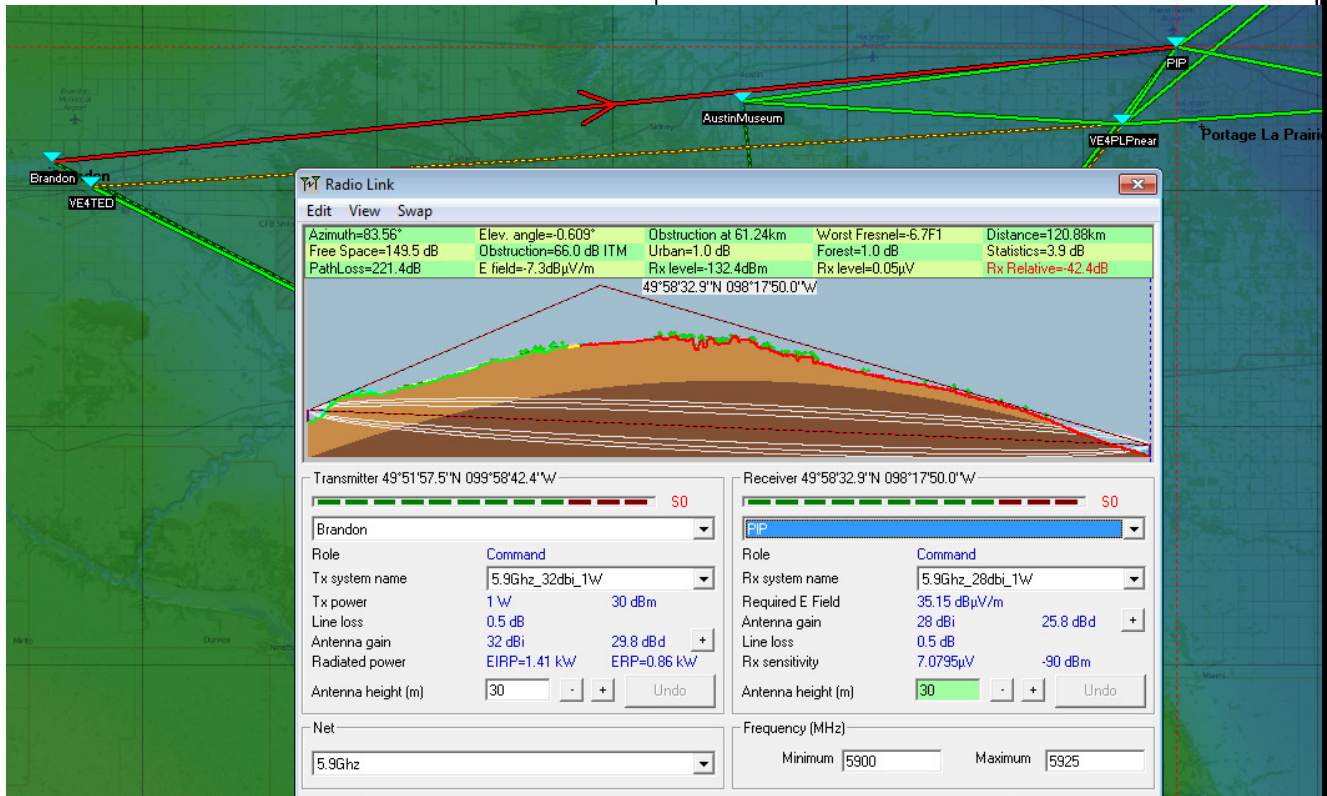 PIP
AustinMuseum
VE4PLPnear
Portage La Prairi
Brandon
VE4TED
Radio Link
Edit View Swap
Azimuth=83.56° Elev. angle=-0.609° Obstruction at 61.24km Worst Fresnel=-6.7F1 Distance=120.88km
Free Space=149.5 dB Obstruction=66.0 dB ITM Urban=1.0 dB Forest=1.0 dB Statistics=3.9 dB
PathLoss=221.4dB E field=-7.3dBµV/m Rx level=-132.4dBm Rx level=0.05µV Rx Relative=-42.4dB
49°58'32.9"N 098°17'50.0"W
Transmitter 49°51'57.5"N 099°58'42.4"W
S0
Brandon
Role Command
Tx system name 5.9Ghz_32dbi_1W
Tx power 1 W 30 dBm
Line loss 0.5 dB
Antenna gain 32 dBi 29.8 dBd +
Radiated power EIRP=1.41 kW ERP=0.86 kW
Antenna height (m) 30 - + Undo
Net
5.9Ghz
Receiver 49°58'32.9"N 098°17'50.0"W
S0
PIP
Role Command
Rx system name 5.9Ghz_28dbi_1W
Required E Field 35.15 dBµV/m
Antenna gain 28 dBi 25.8 dBd +
Line loss 0.5 dB
Rx sensitivity 7.0795µV -90 dBm
Antenna height (m) 30 - + Undo
Frequency (MHz)
Minimum 5900 Maximum 5925